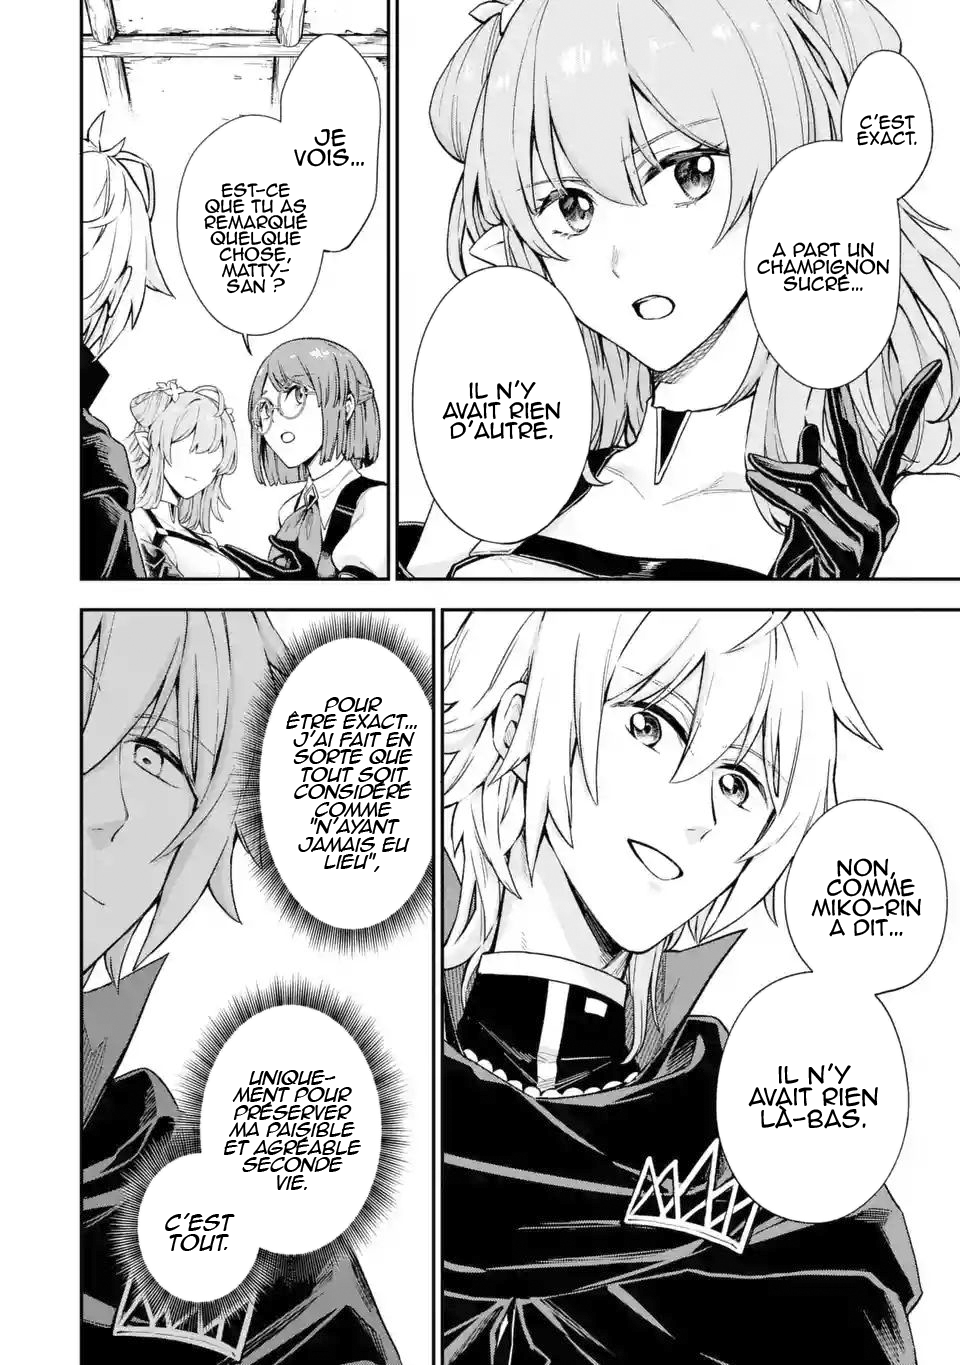 C'EST
EXACT.
A PART UN
CHAMPIGNON
SUCRÉ...
IL N'Y
AVAIT RIEN
D'AUTRE.
JE
VOIS...
EST-CE
QUE TU AS
REMARQUÉ
QUELQUE
CHOSE,
MATTY-
SAN ?
NON,
COMME
MIKO-RIN
A DIT...
IL N'Y
AVAIT RIEN
LÀ-BAS.
POUR
ÊTRE EXACT...
J'AI FAIT EN
SORTE QUE
TOUT SOIT
CONSIDÉRÉ
COMME
"N'AYANT
JAMAIS EU
LIEU",
UNIQUE-
MENT POUR
PRÉSERVER
MA PAISIBLE
ET AGRÉABLE
SECONDE
VIE.
C'EST
TOUT.